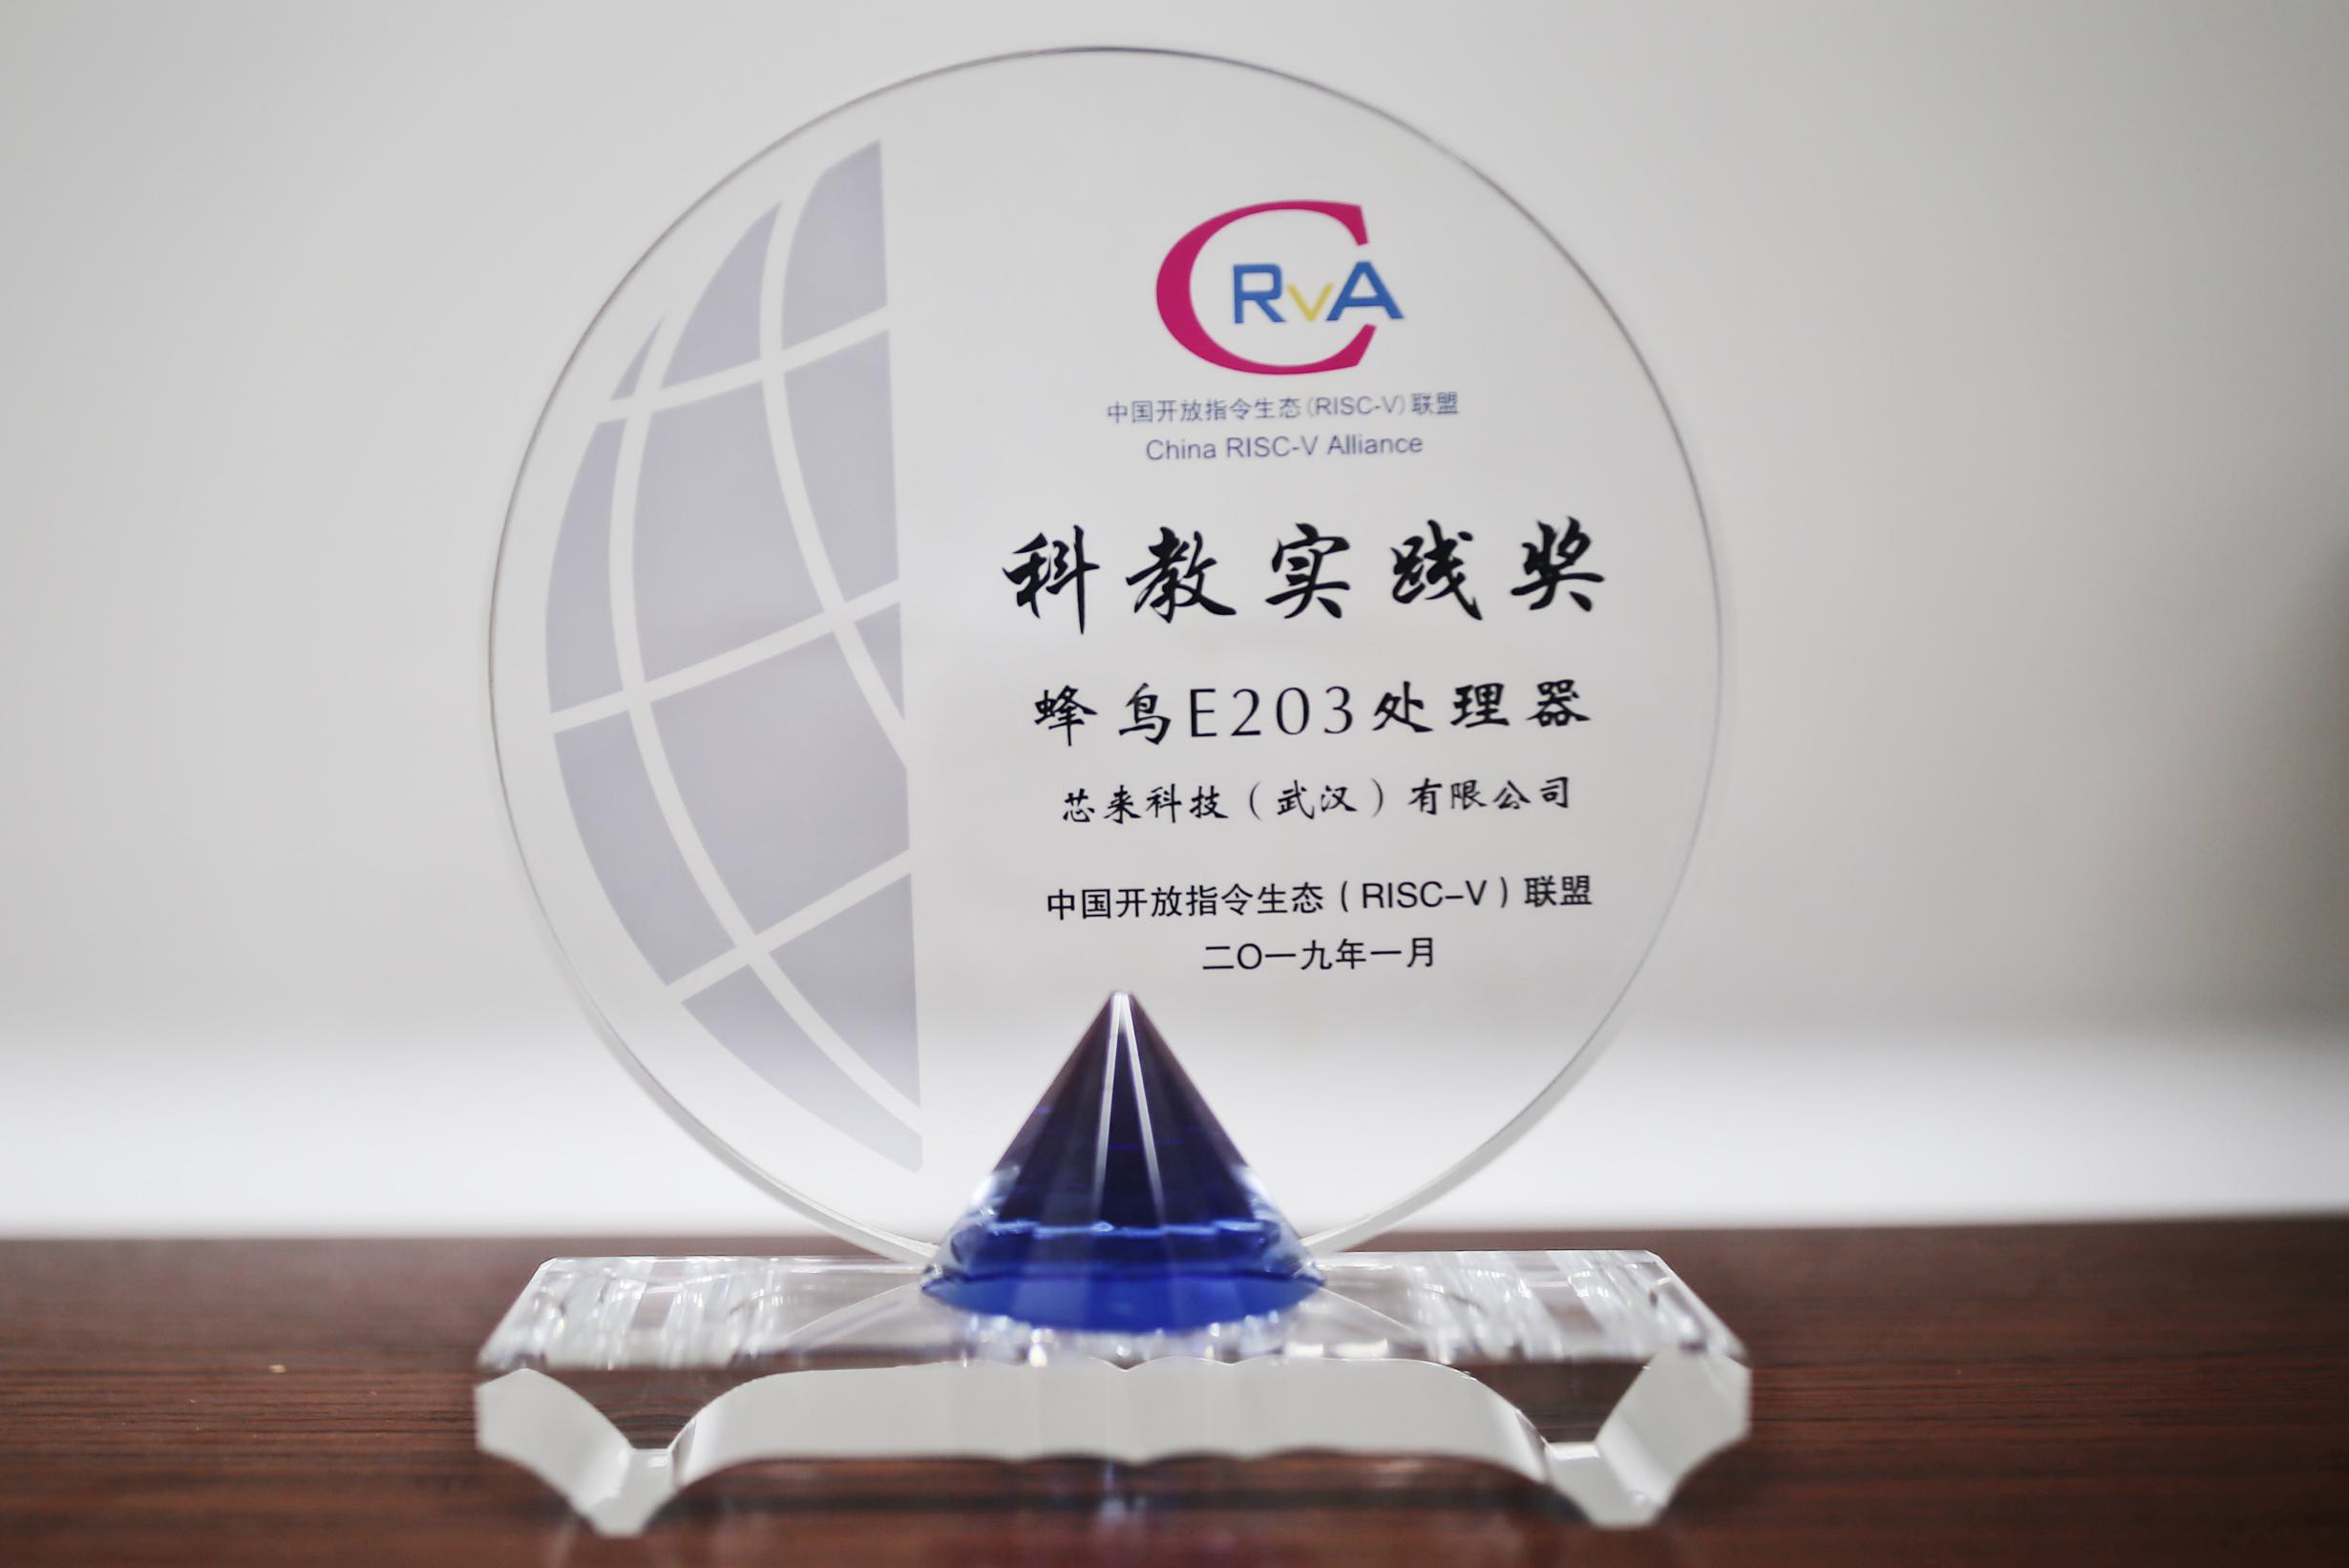 CRVA
中国开放指令生态(RISC-V)联盟
China RISC-V Alliance
科教实践奖
蜂鸟E203处理器
芯来科技（武汉）有限公司
中国开放指令生态（RISC-V）联盟
二〇一九年一月